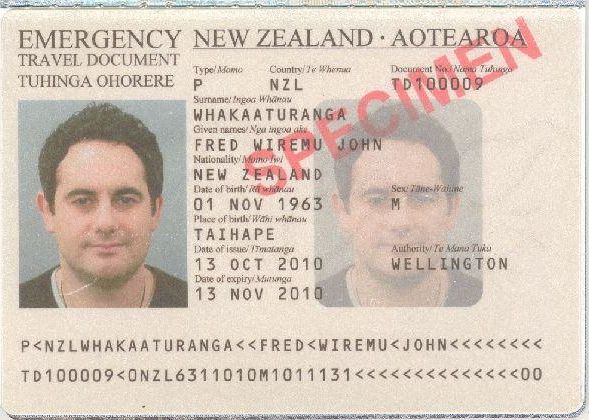 EMERGENCY NEW ZEALAND · AOTEAROA
TRAVEL DOCUMENT
TUHINGA OHORERE
Type/Momo Country/Te Whenua Document No/Nama Tuhinga
P NZL TD100009
Surname/Ingoa Whānau
WHAKAATURANGA
Given names/Nga ingoa ake
FRED WIREMU JOHN
Nationality/Momo Iwi
NEW ZEALAND
Date of birth/Rā whānau Sex/Tāne-Wahine
01 NOV 1963 M
Place of birth/Wāhi whānau
TAIHAPE
Date of issue/Tīmatanga Authority/Te Mana Tuku
13 OCT 2010 WELLINGTON
Date of expiry/Mutunga
13 NOV 2010
SPECIMEN
P<NZLWHAKAATURANGA<<FRED<WIREMU<JOHN<<<<<<<<
TD100009<0NZL6311010M1011131<<<<<<<<<<<<<<00